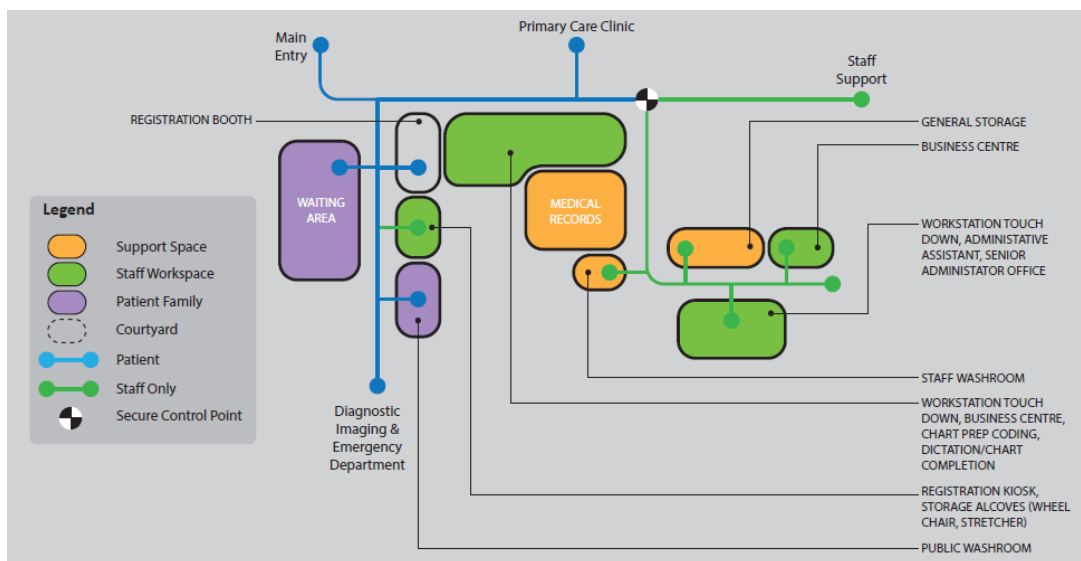 Main
Entry
Primary Care Clinic
Staff
Support
REGISTRATION BOOTH
GENERAL STORAGE
BUSINESS CENTRE
WAITING
AREA
MEDICAL
RECORDS
Legend
Support Space
Staff Workspace
Patient Family
Courtyard
Patient
Staff Only
Secure Control Point
WORKSTATION TOUCH
DOWN, ADMINISTATIVE
ASSISTANT, SENIOR
ADMINISTATOR OFFICE
STAFF WASHROOM
Diagnostic
Imaging &
Emergency
Department
WORKSTATION TOUCH
DOWN, BUSINESS CENTRE,
CHART PREP CODING,
DICTATION/CHART
COMPLETION
REGISTRATION KIOSK,
STORAGE ALCOVES (WHEEL
CHAIR, STRETCHER)
PUBLIC WASHROOM